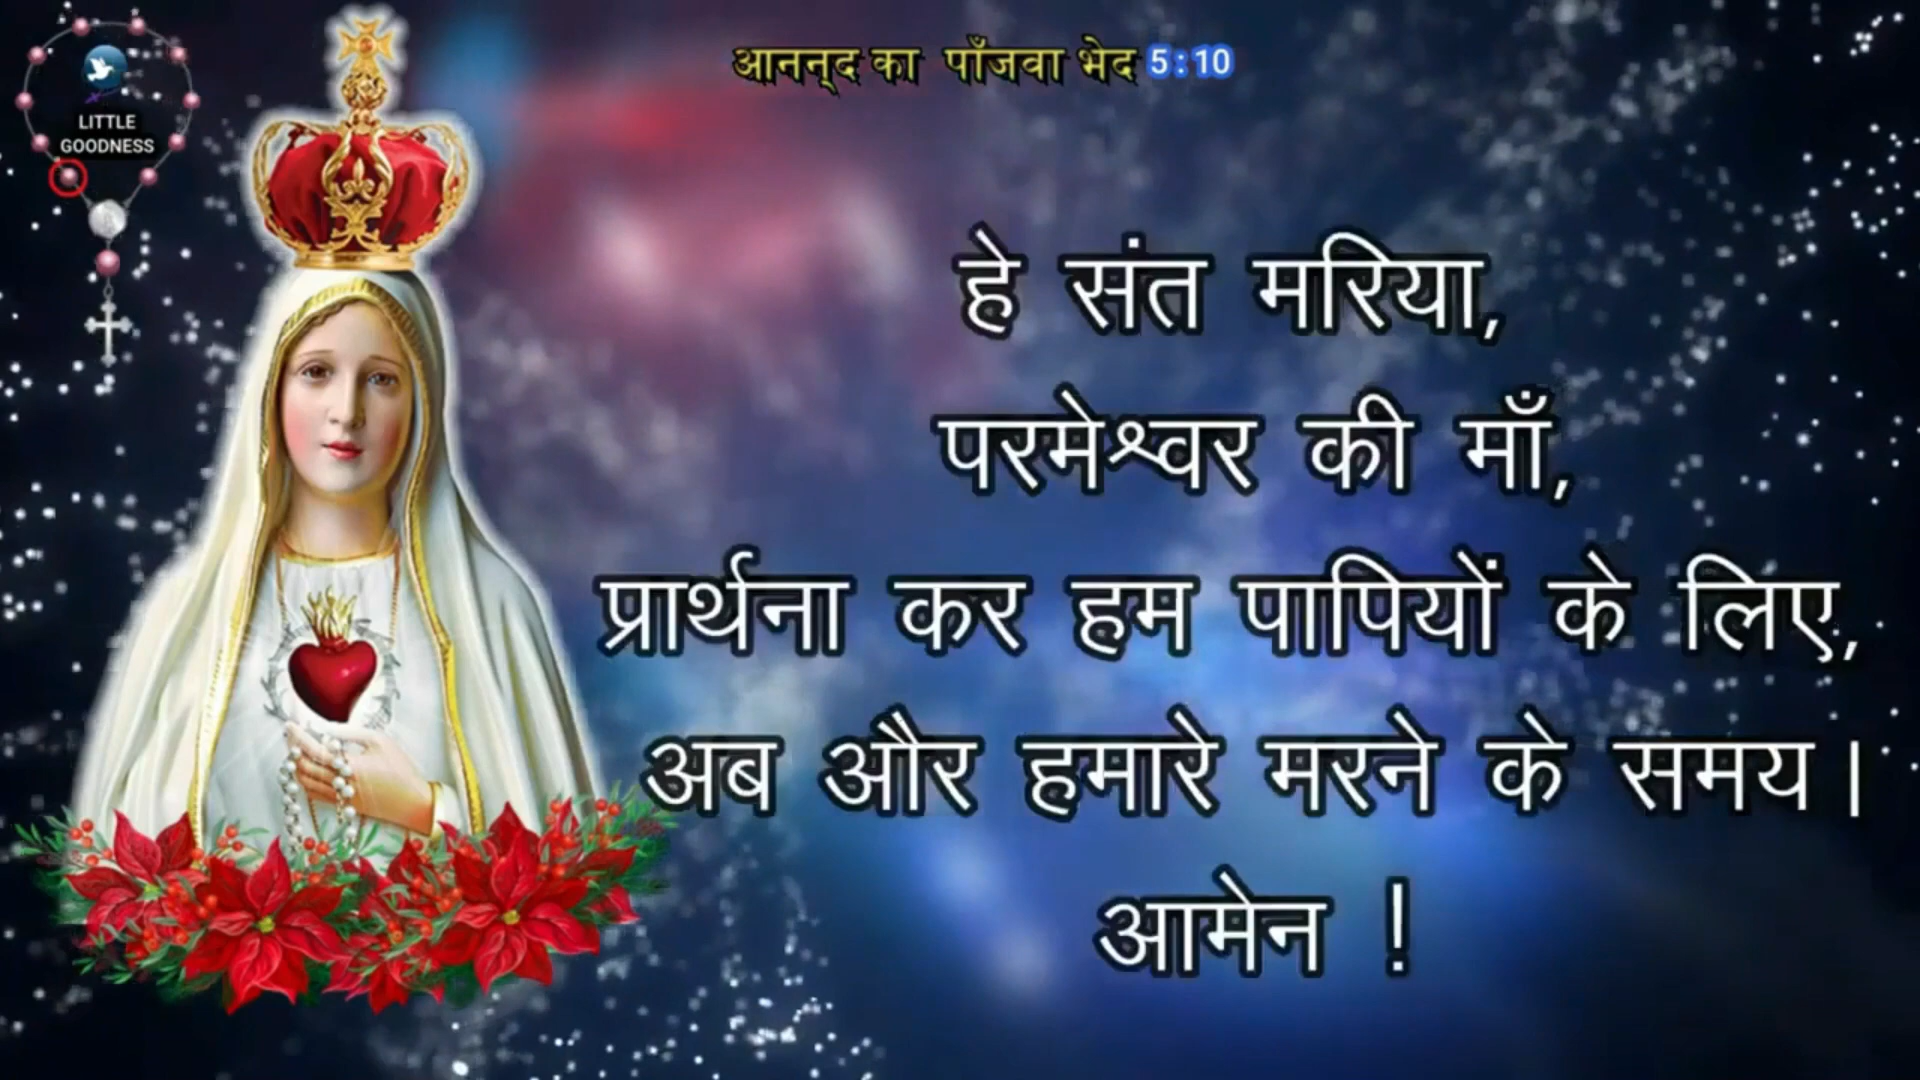 LITTLE
GOODNESS
आनन्द का पाँजवा भेद 5:10
हे संत मरिया,
परमेश्वर की माँ,
प्रार्थना कर हम पापियों के लिए,
अब और हमारे मरने के समय।
आमेन !